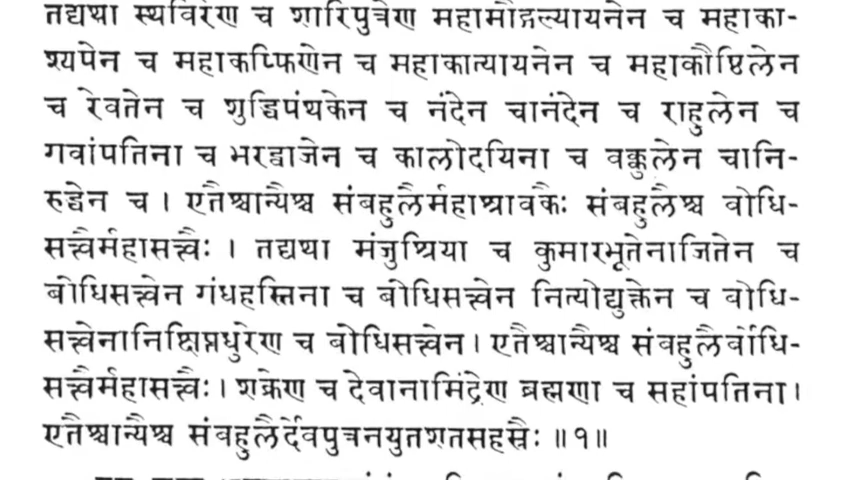 तद्यथा स्थविरेण च शारिपुत्रेण महामौद्गल्यायनेन च महाका-
श्यपेन च महाकप्फिणेन च महाकात्यायनेन च महाकौष्ठिलेन
च रेवतेन च शुद्धिपंथकेन च नंदेन चानंदेन च राहुलेन च
गवांपतिना च भरद्वाजेन च कालोदयिना च वक्कुलेन चानि-
रुद्धेन च । एतैश्चान्यैश्च संबहुलैर्महाश्रावकैः संबहुलैश्च बोधि-
सत्त्वैर्महासत्त्वैः । तद्यथा मंजुश्रिया च कुमारभूतेनाजितेन च
बोधिसत्त्वेन गंधहस्तिना च बोधिसत्त्वेन नित्योद्युक्तेन च बोधि-
सत्त्वेनानिक्षिप्तधुरेण च बोधिसत्त्वेन । एतैश्चान्यैश्च संबहुलैर्बोधि-
सत्त्वैर्महासत्त्वैः । शक्रेण च देवानामिंद्रेण ब्रह्मणा च सहांपतिना ।
एतैश्चान्यैश्च संबहुलैर्देवपुत्रनयुतशतसहस्रैः ॥१॥